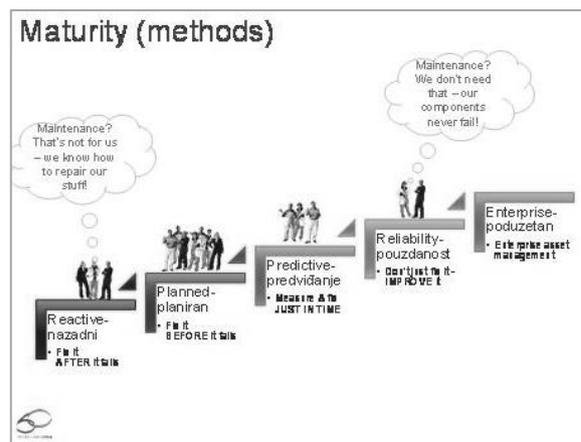 Maturity (methods)
Maintenance?
We don't need
that – our
components
never fail!
Maintenance?
That's not for us
– we know how
to repair our
stuff!
Enterprise-
poduzetan
• Enterprise asset
management
Reliability-
pouzdanost
• Don't just fix it-
IMPROVE it
Predictive-
predviđanje
• Measure & fix
JUST IN TIME
Planned-
planiran
• Fix it
BEFORE it fails
Reactive-
nazadni
• Fix it
AFTER it fails